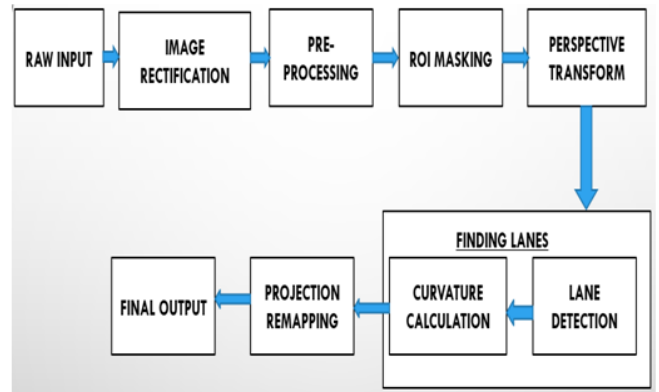 RAW INPUT
IMAGE
RECTIFICATION
PRE-
PROCESSING
ROI MASKING
PERSPECTIVE
TRANSFORM
FINDING LANES
LANE
DETECTION
CURVATURE
CALCULATION
PROJECTION
REMAPPING
FINAL OUTPUT